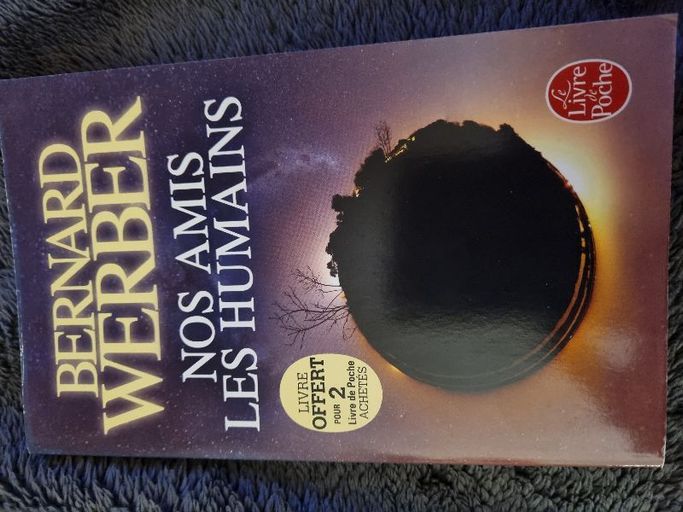 BERNARD
WERBER
NOS AMIS
LES HUMAINS
LIVRE
OFFERT
POUR 2
Livre de Poche
ACHETÉS
Le
Livre
de
Poche